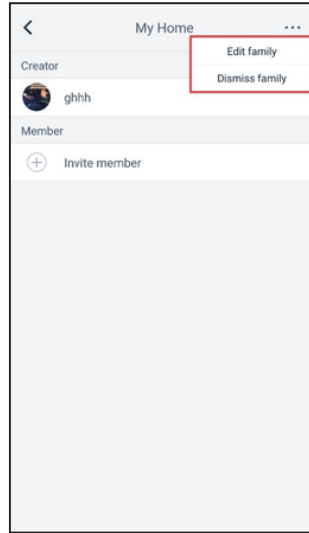 My Home
...
Edit family
Dismiss family
Creator
ghhh
Member
Invite member